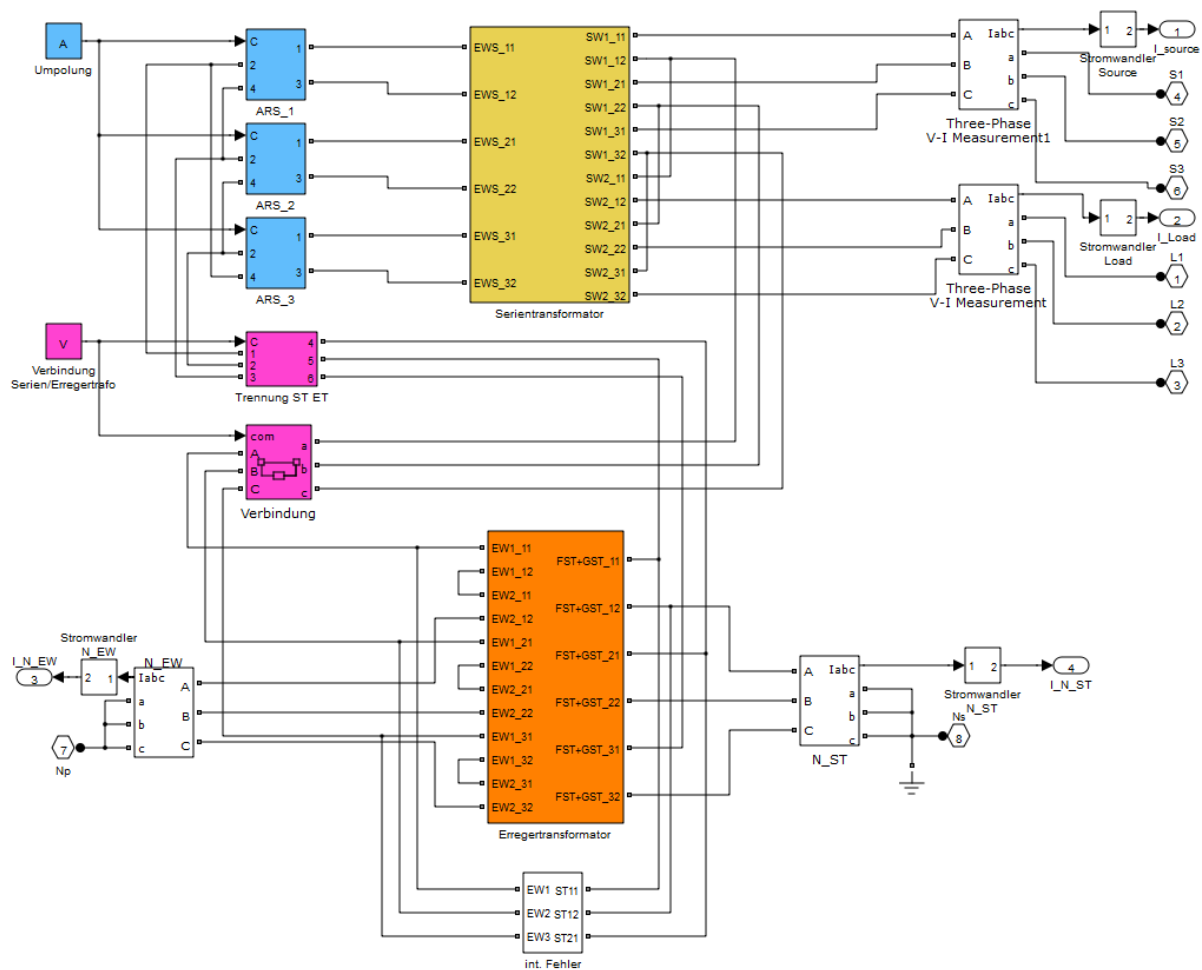 A
Umpolung
C
2
4
1
3
ARS_1
C
2
4
1
3
ARS_2
C
2
4
1
3
ARS_3
EWS_11
EWS_12
EWS_21
EWS_22
EWS_31
EWS_32
SW1_11
SW1_12
SW1_21
SW1_22
SW1_31
SW1_32
SW2_11
SW2_12
SW2_21
SW2_22
SW2_31
SW2_32
Serientransformator
A
B
C
Iabc
a
b
c
Three-Phase
V-I Measurement1
1
2
Stromwandler
Source
1
I_source
S1
4
S2
5
S3
6
A
B
C
Iabc
a
b
c
Three-Phase
V-I Measurement
1
2
Stromwandler
Load
2
I_Load
L1
1
L2
2
L3
3
V
Verbindung
Serien/Erregertrafo
C
1
2
3
4
5
6
Trennung ST ET
com
A
B
C
a
b
c
Verbindung
EW1_11
EW1_12
EW2_11
EW2_12
EW1_21
EW1_22
EW2_21
EW2_22
EW1_31
EW1_32
EW2_31
EW2_32
FST+GST_11
FST+GST_12
FST+GST_21
FST+GST_22
FST+GST_31
FST+GST_32
Erregertransformator
Stromwandler
N_EW
I_N_EW
3
2
1
N_EW
Iabc
a
b
c
A
B
C
7
Np
A
B
C
Iabc
a
b
c
N_ST
1
2
Stromwandler
N_ST
4
I_N_ST
Ns
8
EW1
EW2
EW3
ST11
ST12
ST21
int. Fehler